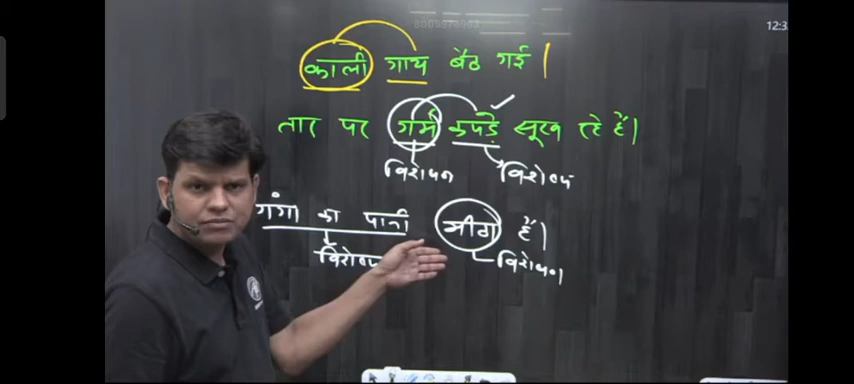 काली गाय बैठ गई |
तार पर गर्म कपड़े सूख रहे हैं।
विशेषण विशेष्य
गंगा का पानी मीठा है।
विशेष्य विशेषण
12:3